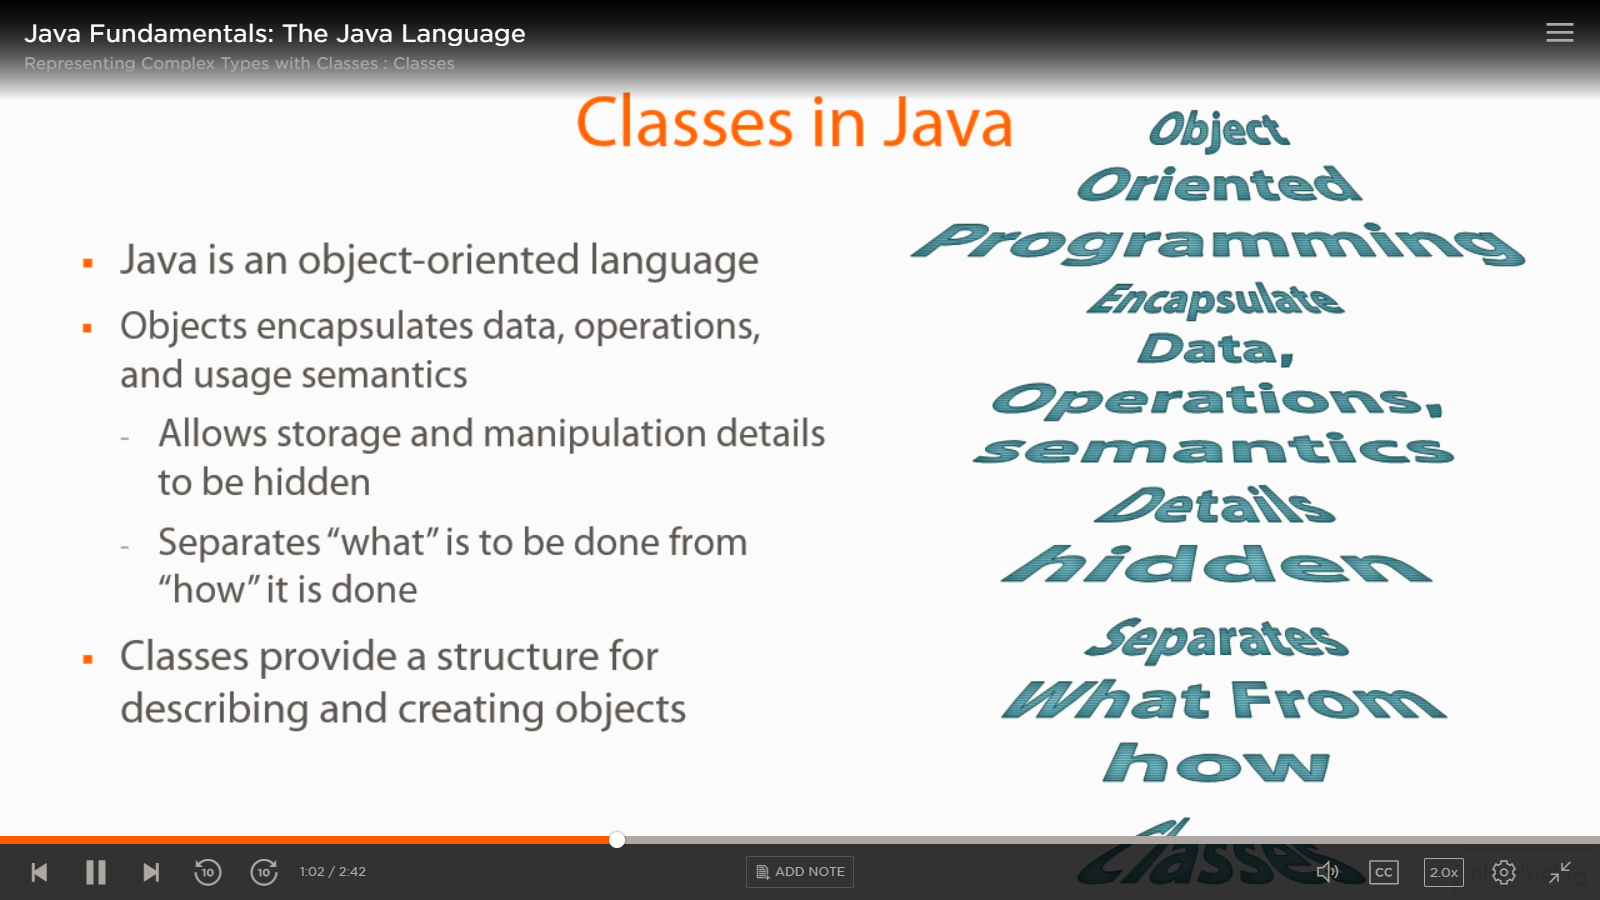 Java Fundamentals: The Java Language
Representing Complex Types with Classes : Classes
Classes in Java
Java is an object-oriented language
Objects encapsulates data, operations,
and usage semantics
- Allows storage and manipulation details
to be hidden
- Separates “what” is to be done from
“how” it is done
Classes provide a structure for
describing and creating objects
Object
Oriented
Programming
Encapsulate
Data,
Operations,
semantics
Details
hidden
Separates
What From
how
Classes
10
10
1:02 / 2:42
ADD NOTE
CC
2.0x